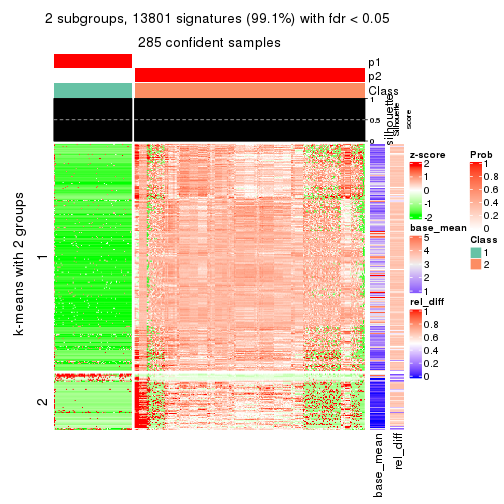 2 subgroups, 13801 signatures (99.1%) with fdr < 0.05
285 confident samples
p1
p2
Class
1
0.5
0
silhouette
Silhouette
score
k-means with 2 groups
1
2
base_mean
rel_diff
z-score
2
1
0
-1
-2
base_mean
5
4
3
2
1
rel_diff
1
0.8
0.6
0.4
0.2
0
Prob
1
0.8
0.6
0.4
0.2
0
Class
1
2